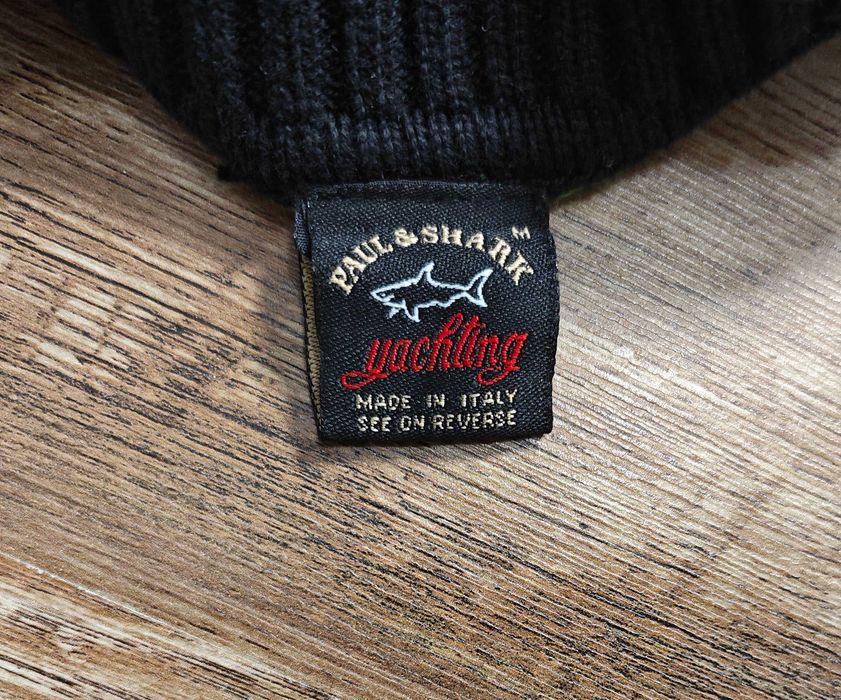 PAUL & SHARK
M
yachting
MADE IN ITALY
SEE ON REVERSE